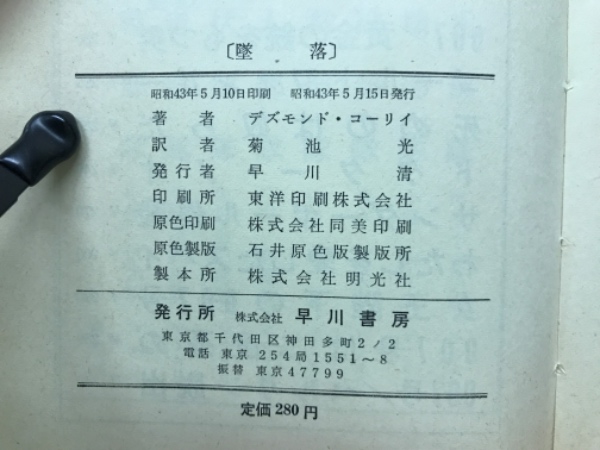 〔墜落〕
昭和43年5月10日印刷 昭和43年5月15日発行
著者 デズモンド・コーリイ
訳者 菊池光
発行者 早川清
印刷所 東洋印刷株式会社
原色印刷 株式会社同美印刷
原色製版 石井原色版製版所
製本所 株式会社明光社
発行所 株式会社 早川書房
東京都千代田区神田多町2ノ2
電話 東京 254局1551〜8
振替 東京47799
定価280円